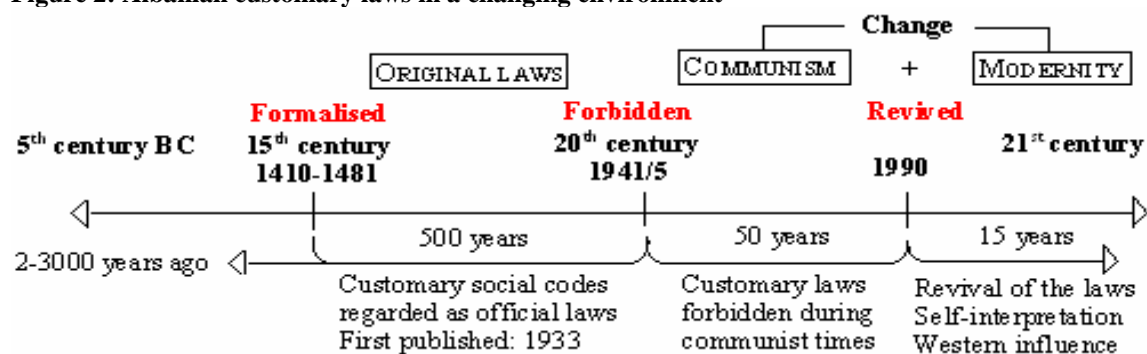 Figure 2: Albanian customary laws in a changing environment
Change
ORIGINAL LAWS
COMMUNISM + MODERNITY
Formalised Forbidden Revived
5th century BC 15th century 20th century 21st century
1410-1481 1941/5 1990
500 years 50 years 15 years
2-3000 years ago
Customary social codes
regarded as official laws
First published: 1933
Customary laws
forbidden during
communist times
Revival of the laws
Self-interpretation
Western influence